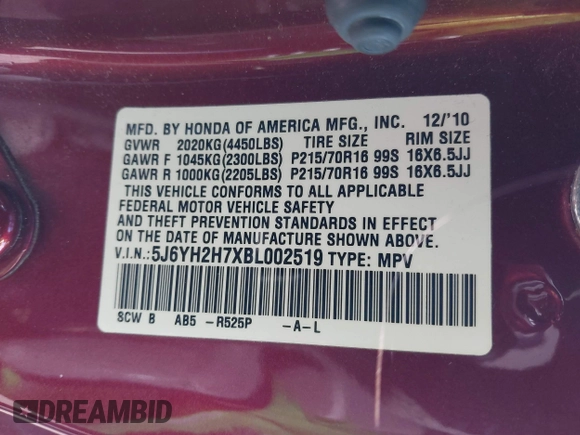 MFD. BY HONDA OF AMERICA MFG., INC. 12/'10
GVWR 2020KG(4450LBS) TIRE SIZE RIM SIZE
GAWR F 1045KG(2300LBS) P215/70R16 99S 16X6.5JJ
GAWR R 1000KG(2205LBS) P215/70R16 99S 16X6.5JJ
THIS VEHICLE CONFORMS TO ALL APPLICABLE
FEDERAL MOTOR VEHICLE SAFETY
AND THEFT PREVENTION STANDARDS IN EFFECT
ON THE DATE OF MANUFACTURE SHOWN ABOVE.
V.I.N.:5J6YH2H7XBL002519 TYPE: MPV
SCW B AB5 -R525P -A-L
DREAMBID